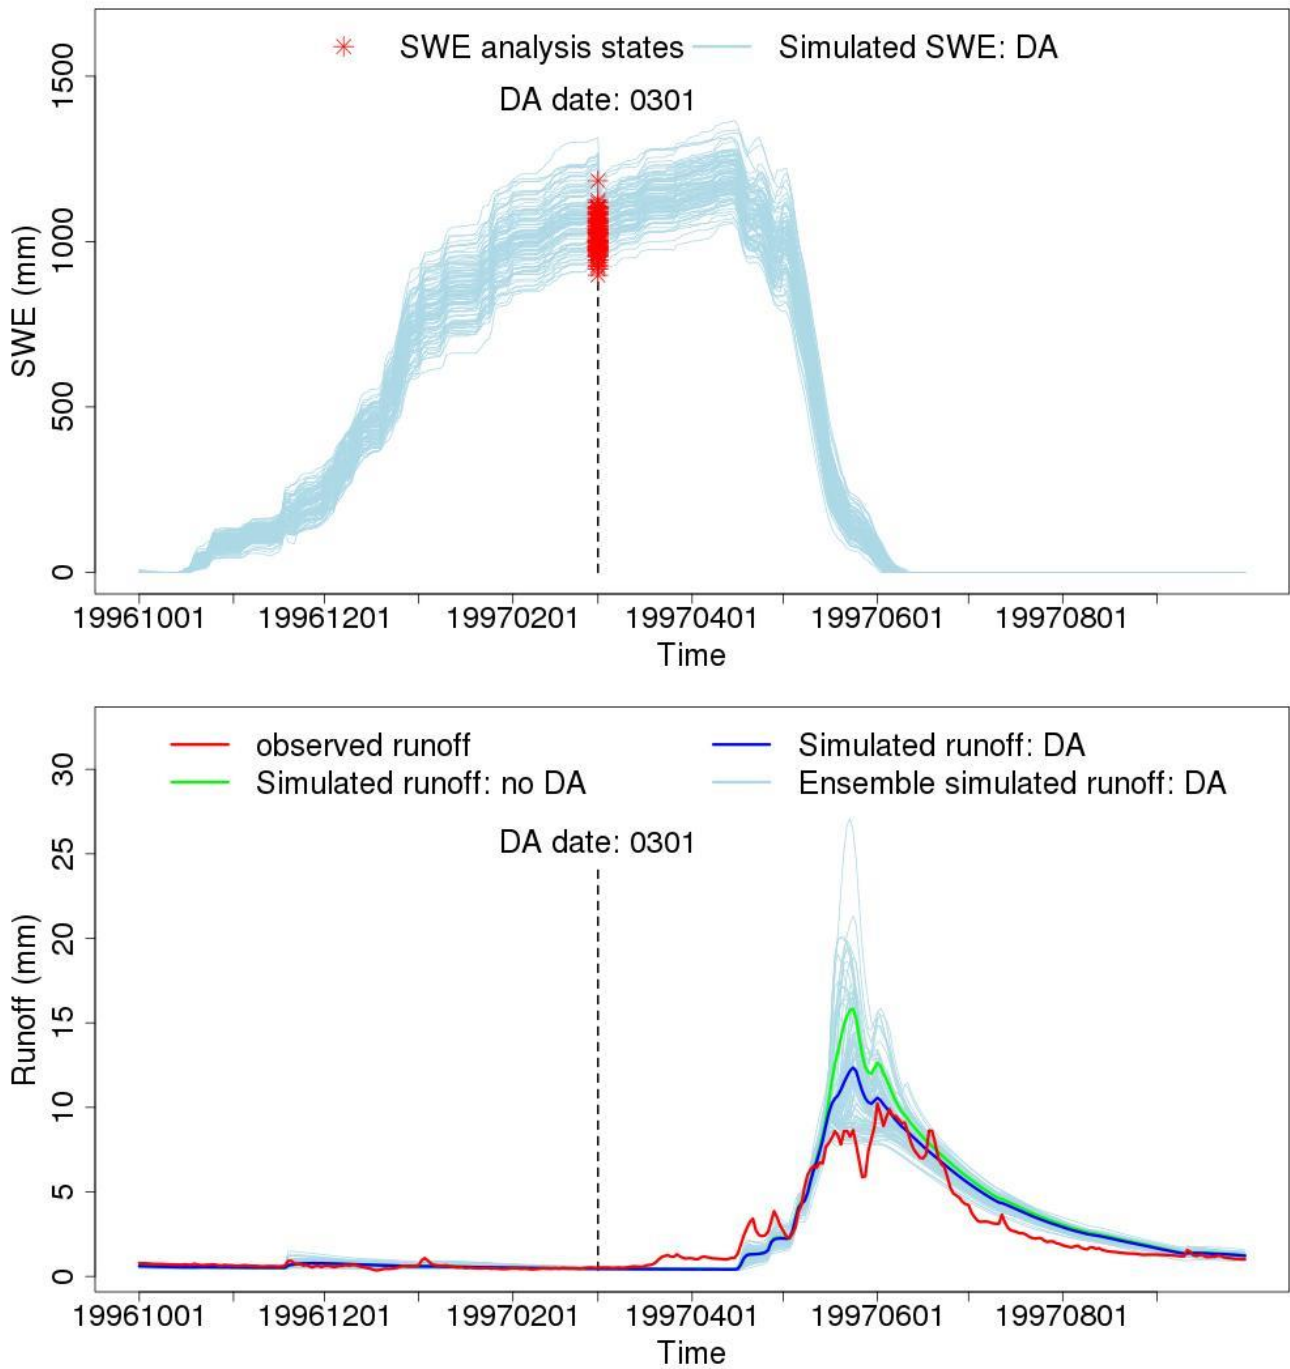 SWE analysis states Simulated SWE: DA
DA date: 0301
SWE (mm)
1500
1000
500
0
19961001 19961201 19970201 19970401 19970601 19970801
Time
observed runoff Simulated runoff: DA
Simulated runoff: no DA Ensemble simulated runoff: DA
DA date: 0301
Runoff (mm)
30
25
20
15
10
5
0
19961001 19961201 19970201 19970401 19970601 19970801
Time